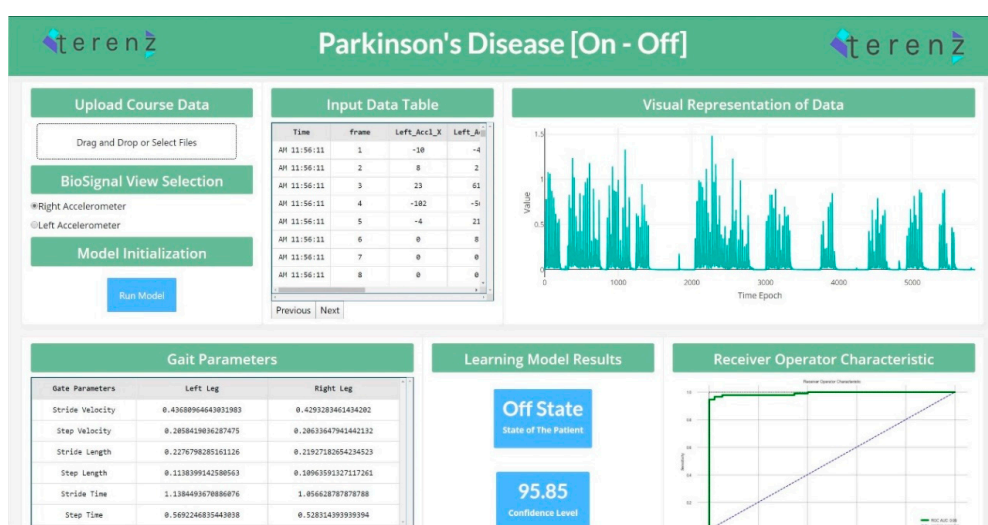 terenz
Parkinson's Disease [On - Off]
terenz
Upload Course Data
Drag and Drop or Select Files
BioSignal View Selection
Right Accelerometer
Left Accelerometer
Model Initialization
Run Model
Input Data Table
Time frame Left_Accl_X
AM 11:56:11 1 -10 -4
AM 11:56:11 2 8 2
AM 11:56:11 3 23 61
AM 11:56:11 4 -102
AM 11:56:11 5 -4 21
AM 11:56:11 6 0 8
AM 11:56:11 7 0 0
AM 11:56:11 8 0 0
Previous Next
Visual Representation of Data
1.5
1
0.5
0
Value
0 1000 2000 3000 4000 5000
Time Epoch
Gait Parameters
Gate Parameters Left Leg Right Leg
Stride Velocity 0.43680964643031983 0.4293283461434202
Step Velocity 0.2058419036287475 0.20633647941442132
Stride Length 0.2276798285161126 0.21927182654234523
Step Length 0.1138399142580563 0.10963591327117261
Stride Time 1.1384493670886076 1.056628787878788
Step Time 0.5692246835443038 0.528314393939394
Learning Model Results
Off State
State of The Patient
95.85
Confidence Level
Receiver Operator Characteristic
Receiver Operator Characteristic